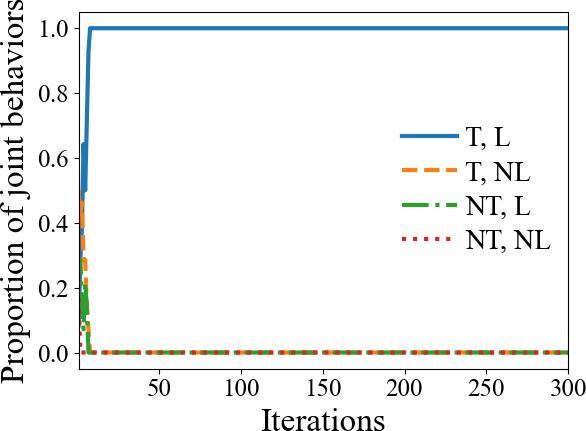 Proportion of joint behaviors
1.0
0.8
0.6
0.4
0.2
0.0
T, L
T, NL
NT, L
NT, NL
50 100 150 200 250 300
Iterations